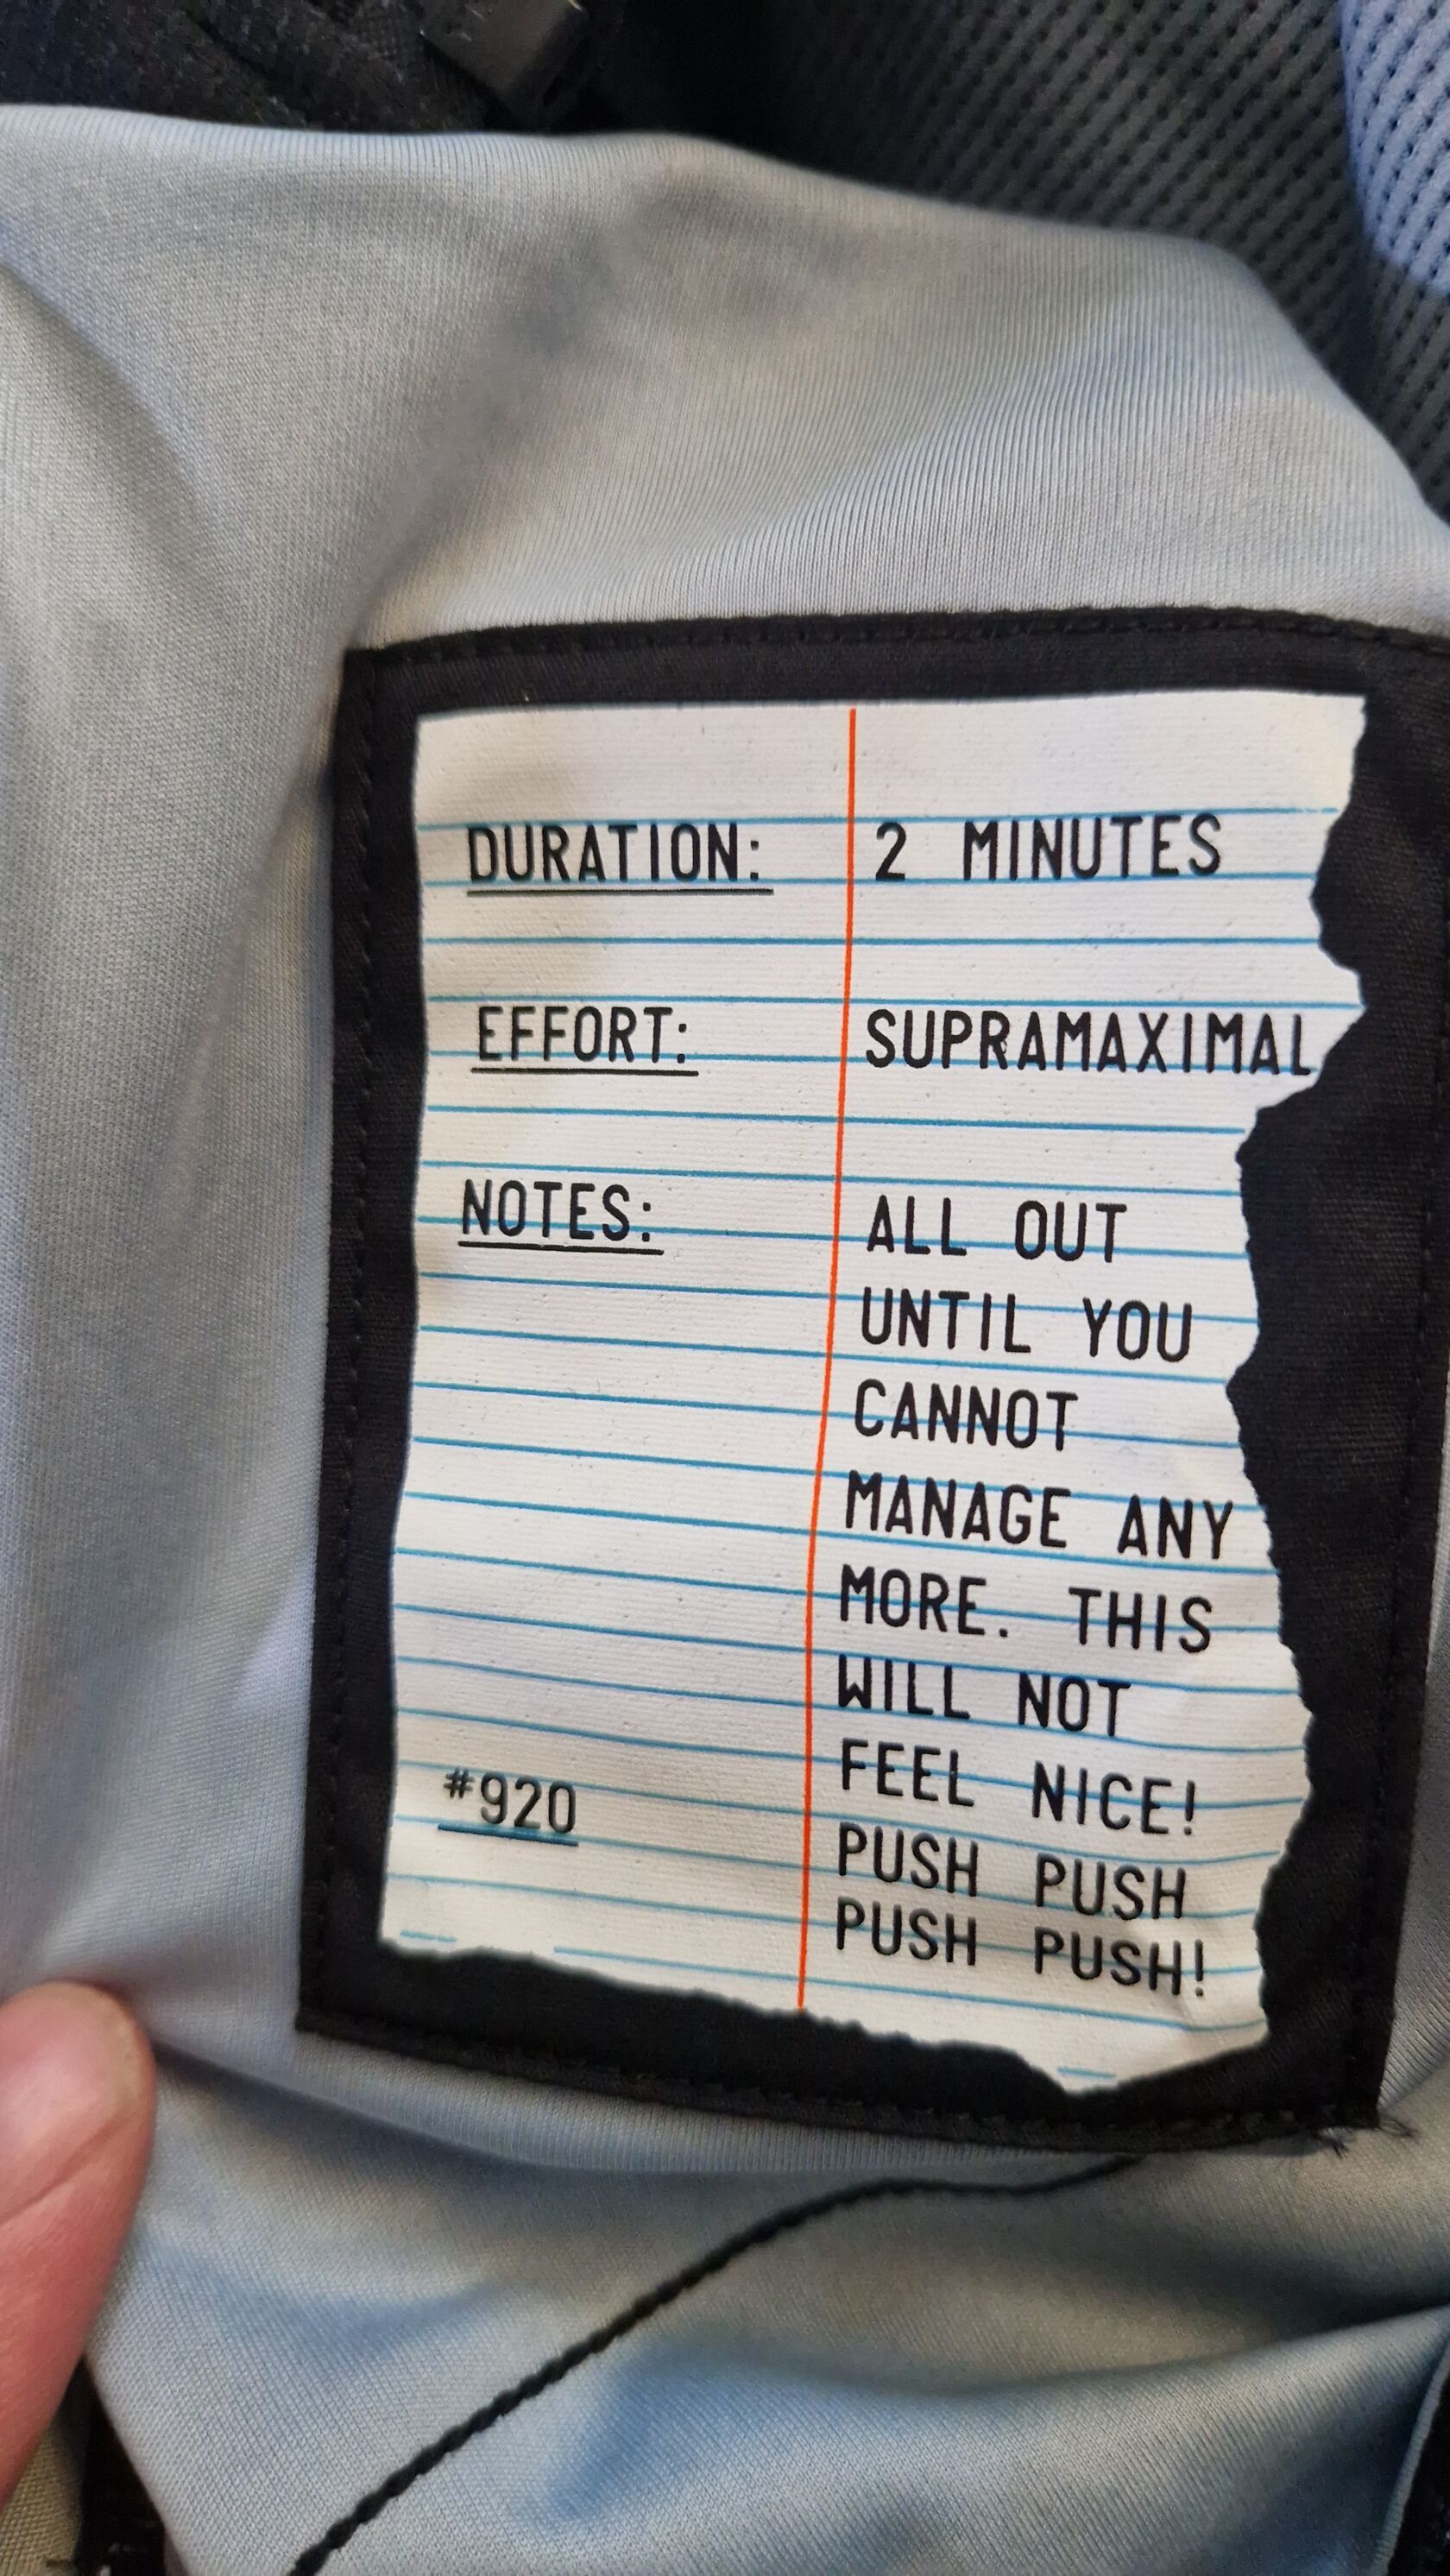 DURATION: 2 MINUTES
EFFORT: SUPRAMAXIMAL
NOTES: ALL OUT
UNTIL YOU
CANNOT
MANAGE ANY
MORE. THIS
WILL NOT
FEEL NICE!
PUSH PUSH
PUSH PUSH!
#920